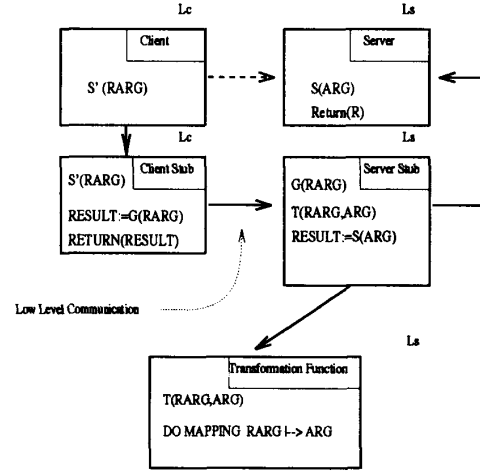 Lc
Ls
Client
Server
S' (RARG)
S(ARG)
Return(R)
Lc
Ls
Client Stub
Server Stub
S'(RARG)
RESULT:=G(RARG)
RETURN(RESULT)
G(RARG)
T(RARG,ARG)
RESULT:=S(ARG)
Low Level Communication
Ls
Transformation Function
T(RARG,ARG)
DO MAPPING RARG |--> ARG